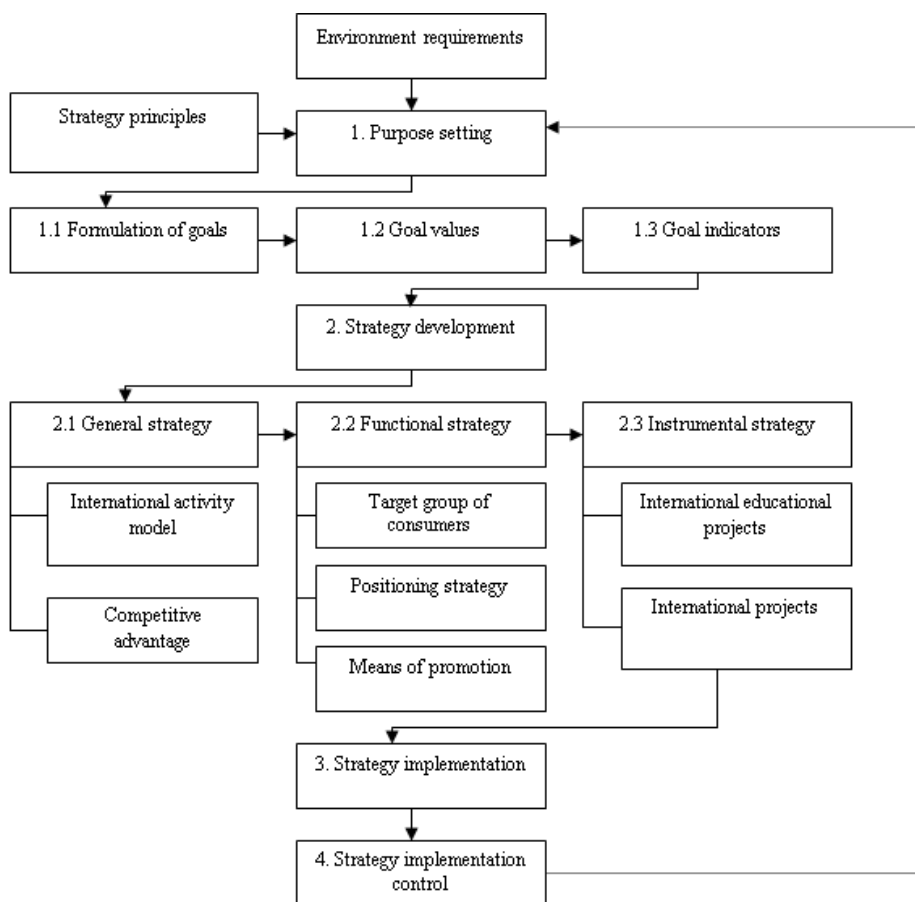 Environment requirements
Strategy principles
1. Purpose setting
1.1 Formulation of goals
1.2 Goal values
1.3 Goal indicators
2. Strategy development
2.1 General strategy
2.2 Functional strategy
2.3 Instrumental strategy
International activity
model
Target group of
consumers
International educational
projects
Positioning strategy
Competitive
advantage
International projects
Means of promotion
3. Strategy implementation
4. Strategy implementation
control